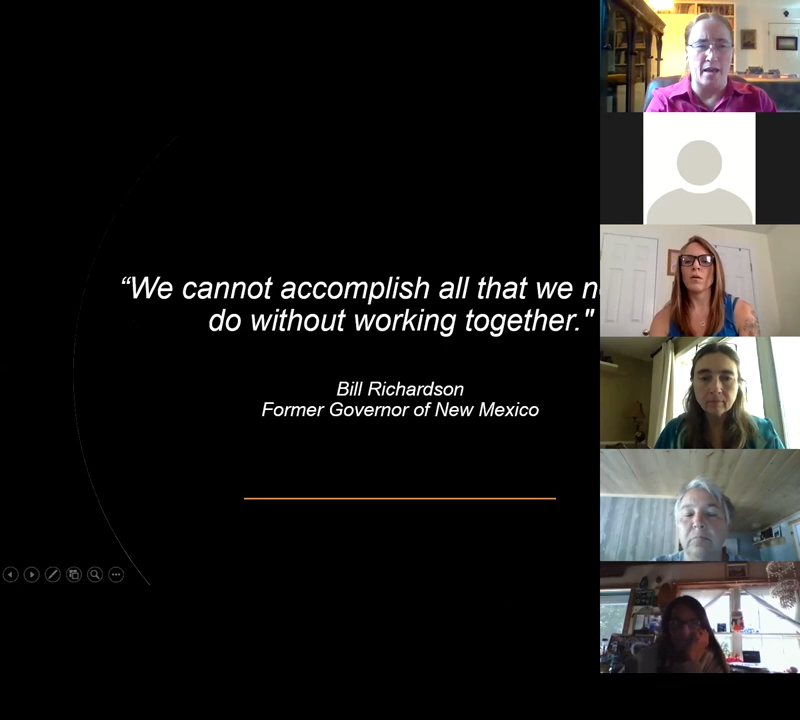 “We cannot accomplish all that we
do without working together."
Bill Richardson
Former Governor of New Mexico